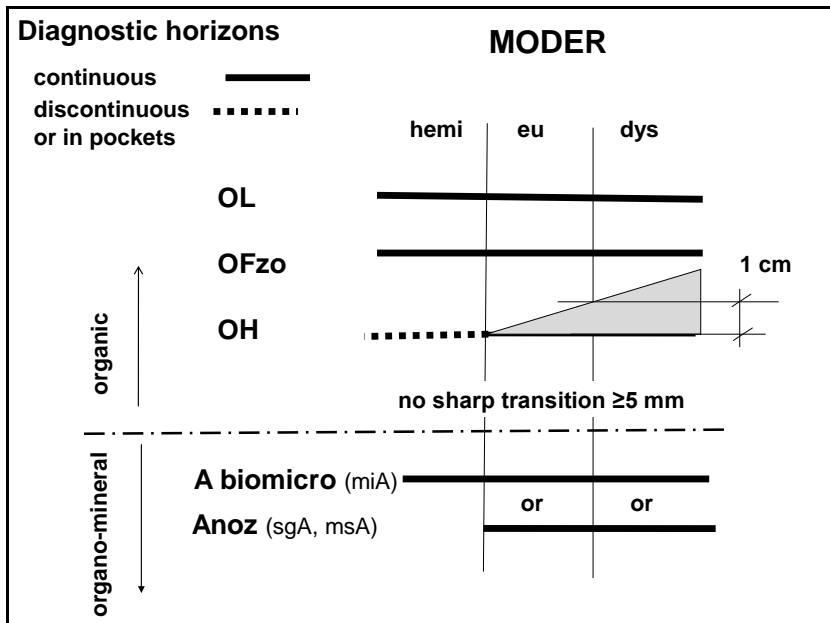 Diagnostic horizons
MODER
continuous
discontinuous
or in pockets
hemi eu dys
OL
OFzo
1 cm
OH
organic
no sharp transition ≥5 mm
A biomicro (miA)
or or
Anoz (sgA, msA)
organo-mineral